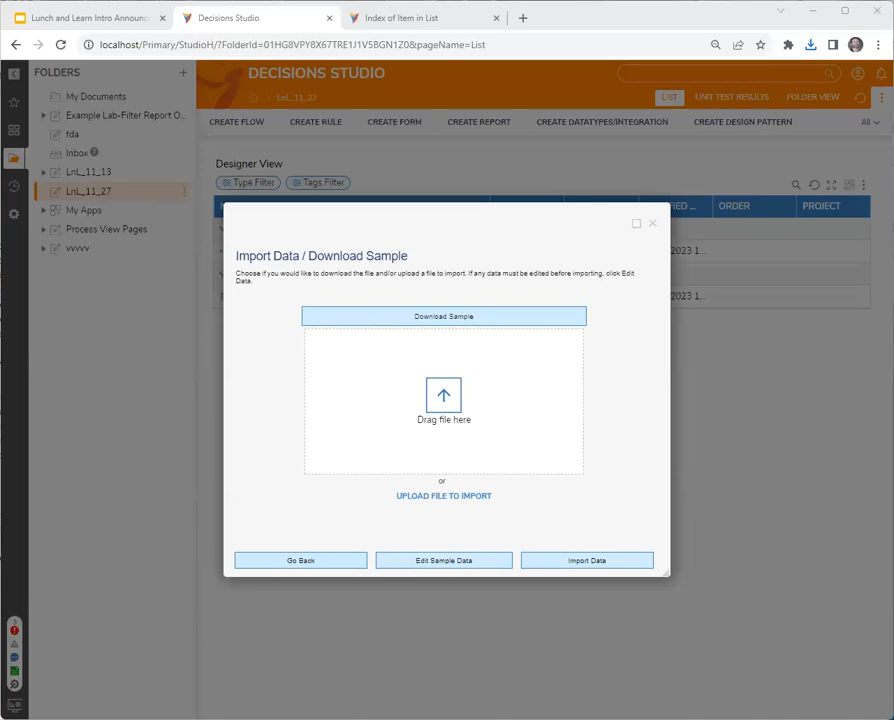 Lunch and Learn Intro Announc
Decisions Studio
Index of Item in List
localhost/Primary/StudioH/?FolderId=01HG8VPY8X67TRE1J1V5BGN1Z0&pageName=List
FOLDERS
DECISIONS STUDIO
LnL_11_27
LIST
UNIT TEST RESULTS
FOLDER VIEW
My Documents
Example Lab-Filter Report O...
fda
Inbox
LnL_11_13
LnL_11_27
My Apps
Process View Pages
vvvvv
CREATE FLOW
CREATE RULE
CREATE FORM
CREATE REPORT
CREATE DATATYPES/INTEGRATION
CREATE DESIGN PATTERN
All
Designer View
Type Filter
Tags Filter
FIED ...
ORDER
PROJECT
2023 1...
2023 1...
Import Data / Download Sample
Choose if you would like to download the file and/or upload a file to import. If any data must be edited before importing, click Edit
Data.
Download Sample
Drag file here
or
UPLOAD FILE TO IMPORT
Go Back
Edit Sample Data
Import Data